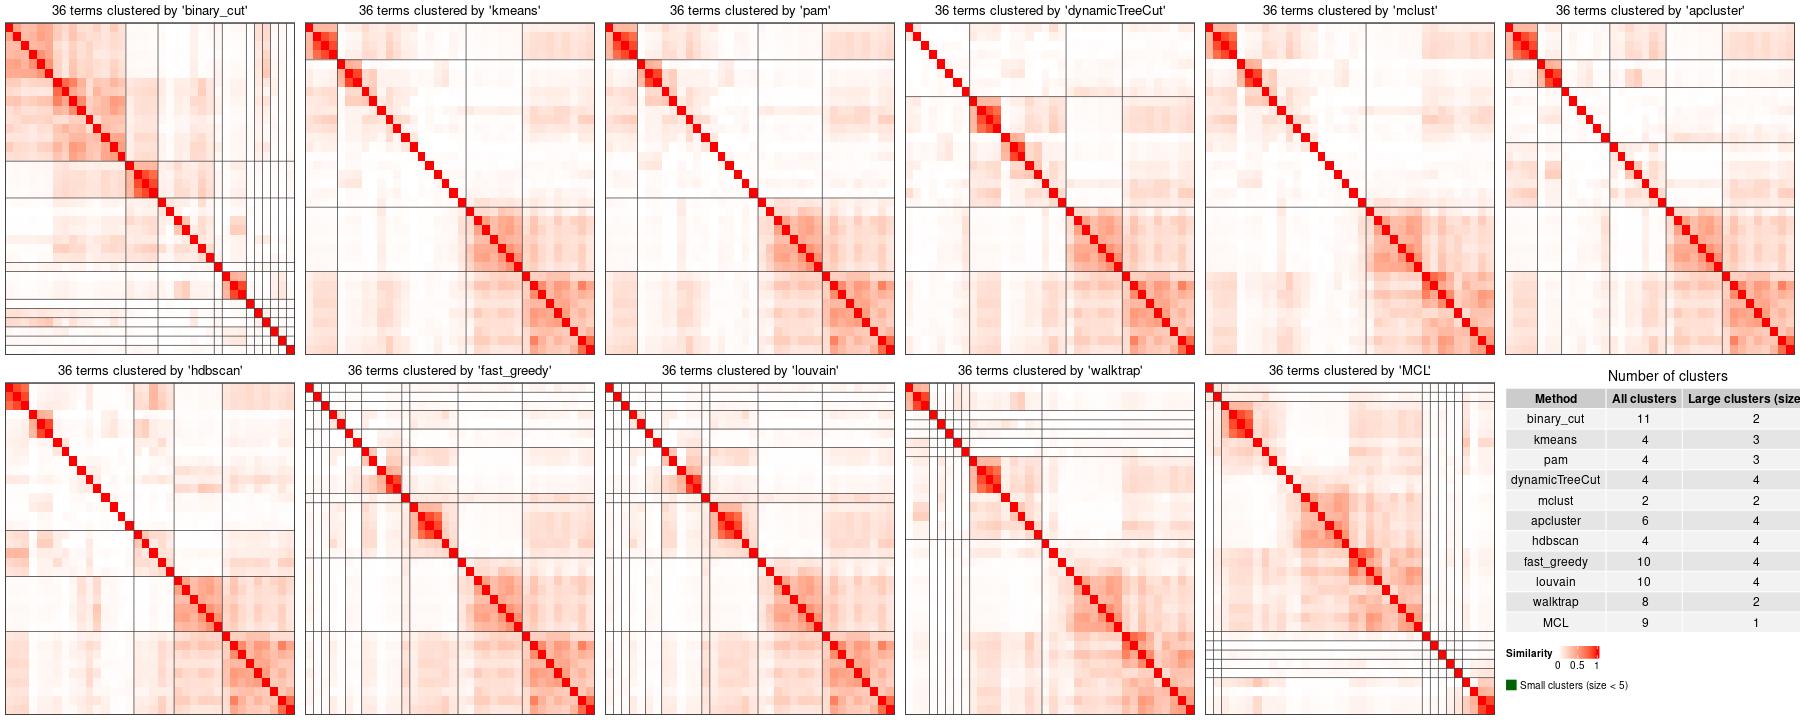 36 terms clustered by 'binary_cut'
36 terms clustered by 'kmeans'
36 terms clustered by 'pam'
36 terms clustered by 'dynamicTreeCut'
36 terms clustered by 'mclust'
36 terms clustered by 'apcluster'
36 terms clustered by 'hdbscan'
36 terms clustered by 'fast_greedy'
36 terms clustered by 'louvain'
36 terms clustered by 'walktrap'
36 terms clustered by 'MCL'
Number of clusters
Method All clusters Large clusters (size
binary_cut 11 2
kmeans 4 3
pam 4 3
dynamicTreeCut 4 4
mclust 2 2
apcluster 6 4
hdbscan 4 4
fast_greedy 10 4
louvain 10 4
walktrap 8 2
MCL 9 1
Similarity
0 0.5 1
Small clusters (size < 5)